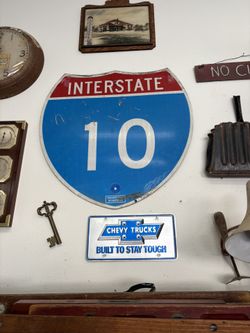 NO C
INTERSTATE
10
CHEVY TRUCKS
BUILT TO STAY TOUGH